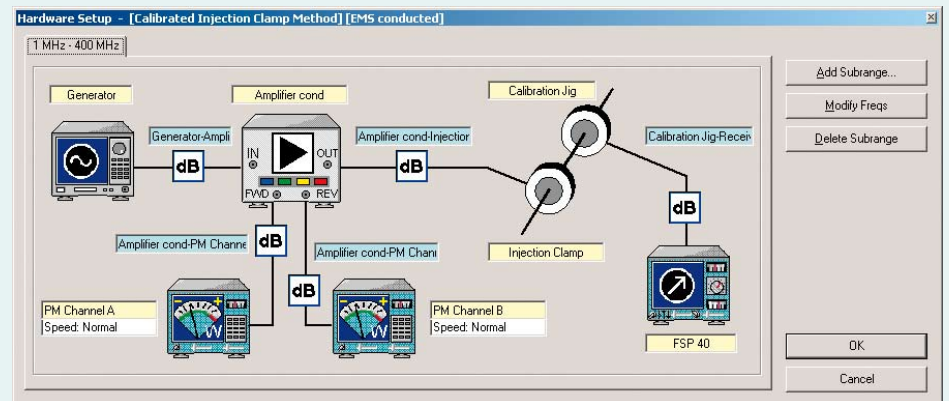 Hardware Setup - [Calibrated Injection Clamp Method] [EMS conducted]
1 MHz - 400 MHz
Generator
Amplifier cond
Calibration Jig
Add Subrange...
Modify Freqs
Delete Subrange
Generator-Ampli
Amplifier cond-Injection
Calibration Jig-Receiv
IN
OUT
FWD
REV
dB
dB
dB
Amplifier cond-PM Channe
dB
Amplifier cond-PM Chann
dB
Injection Clamp
PM Channel A
Speed: Normal
PM Channel B
Speed: Normal
FSP 40
OK
Cancel